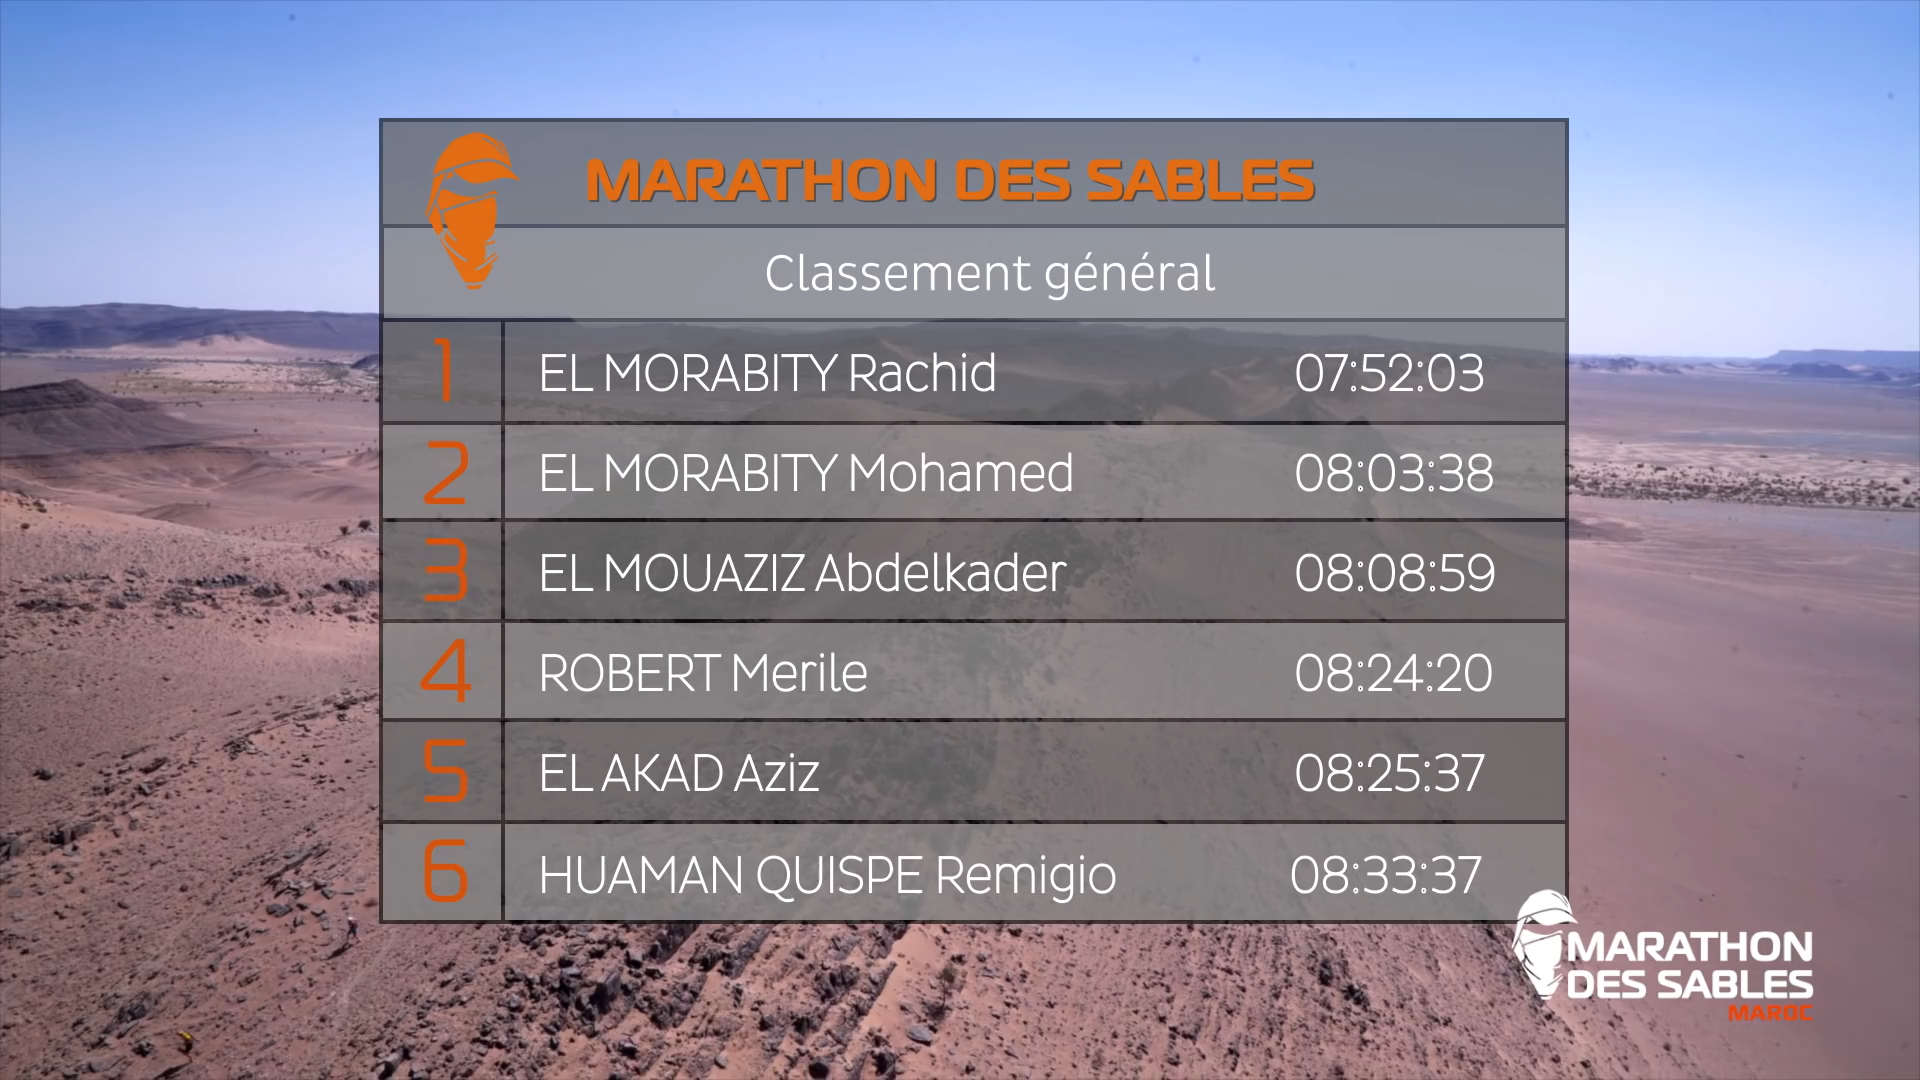 MARATHON DES SABLES
Classement général
1 EL MORABITY Rachid 07:52:03
2 EL MORABITY Mohamed 08:03:38
3 EL MOUAZIZ Abdelkader 08:08:59
4 ROBERT Merile 08:24:20
5 EL AKAD Aziz 08:25:37
6 HUAMAN QUISPE Remigio 08:33:37
MARATHON
DES SABLES
MAROC